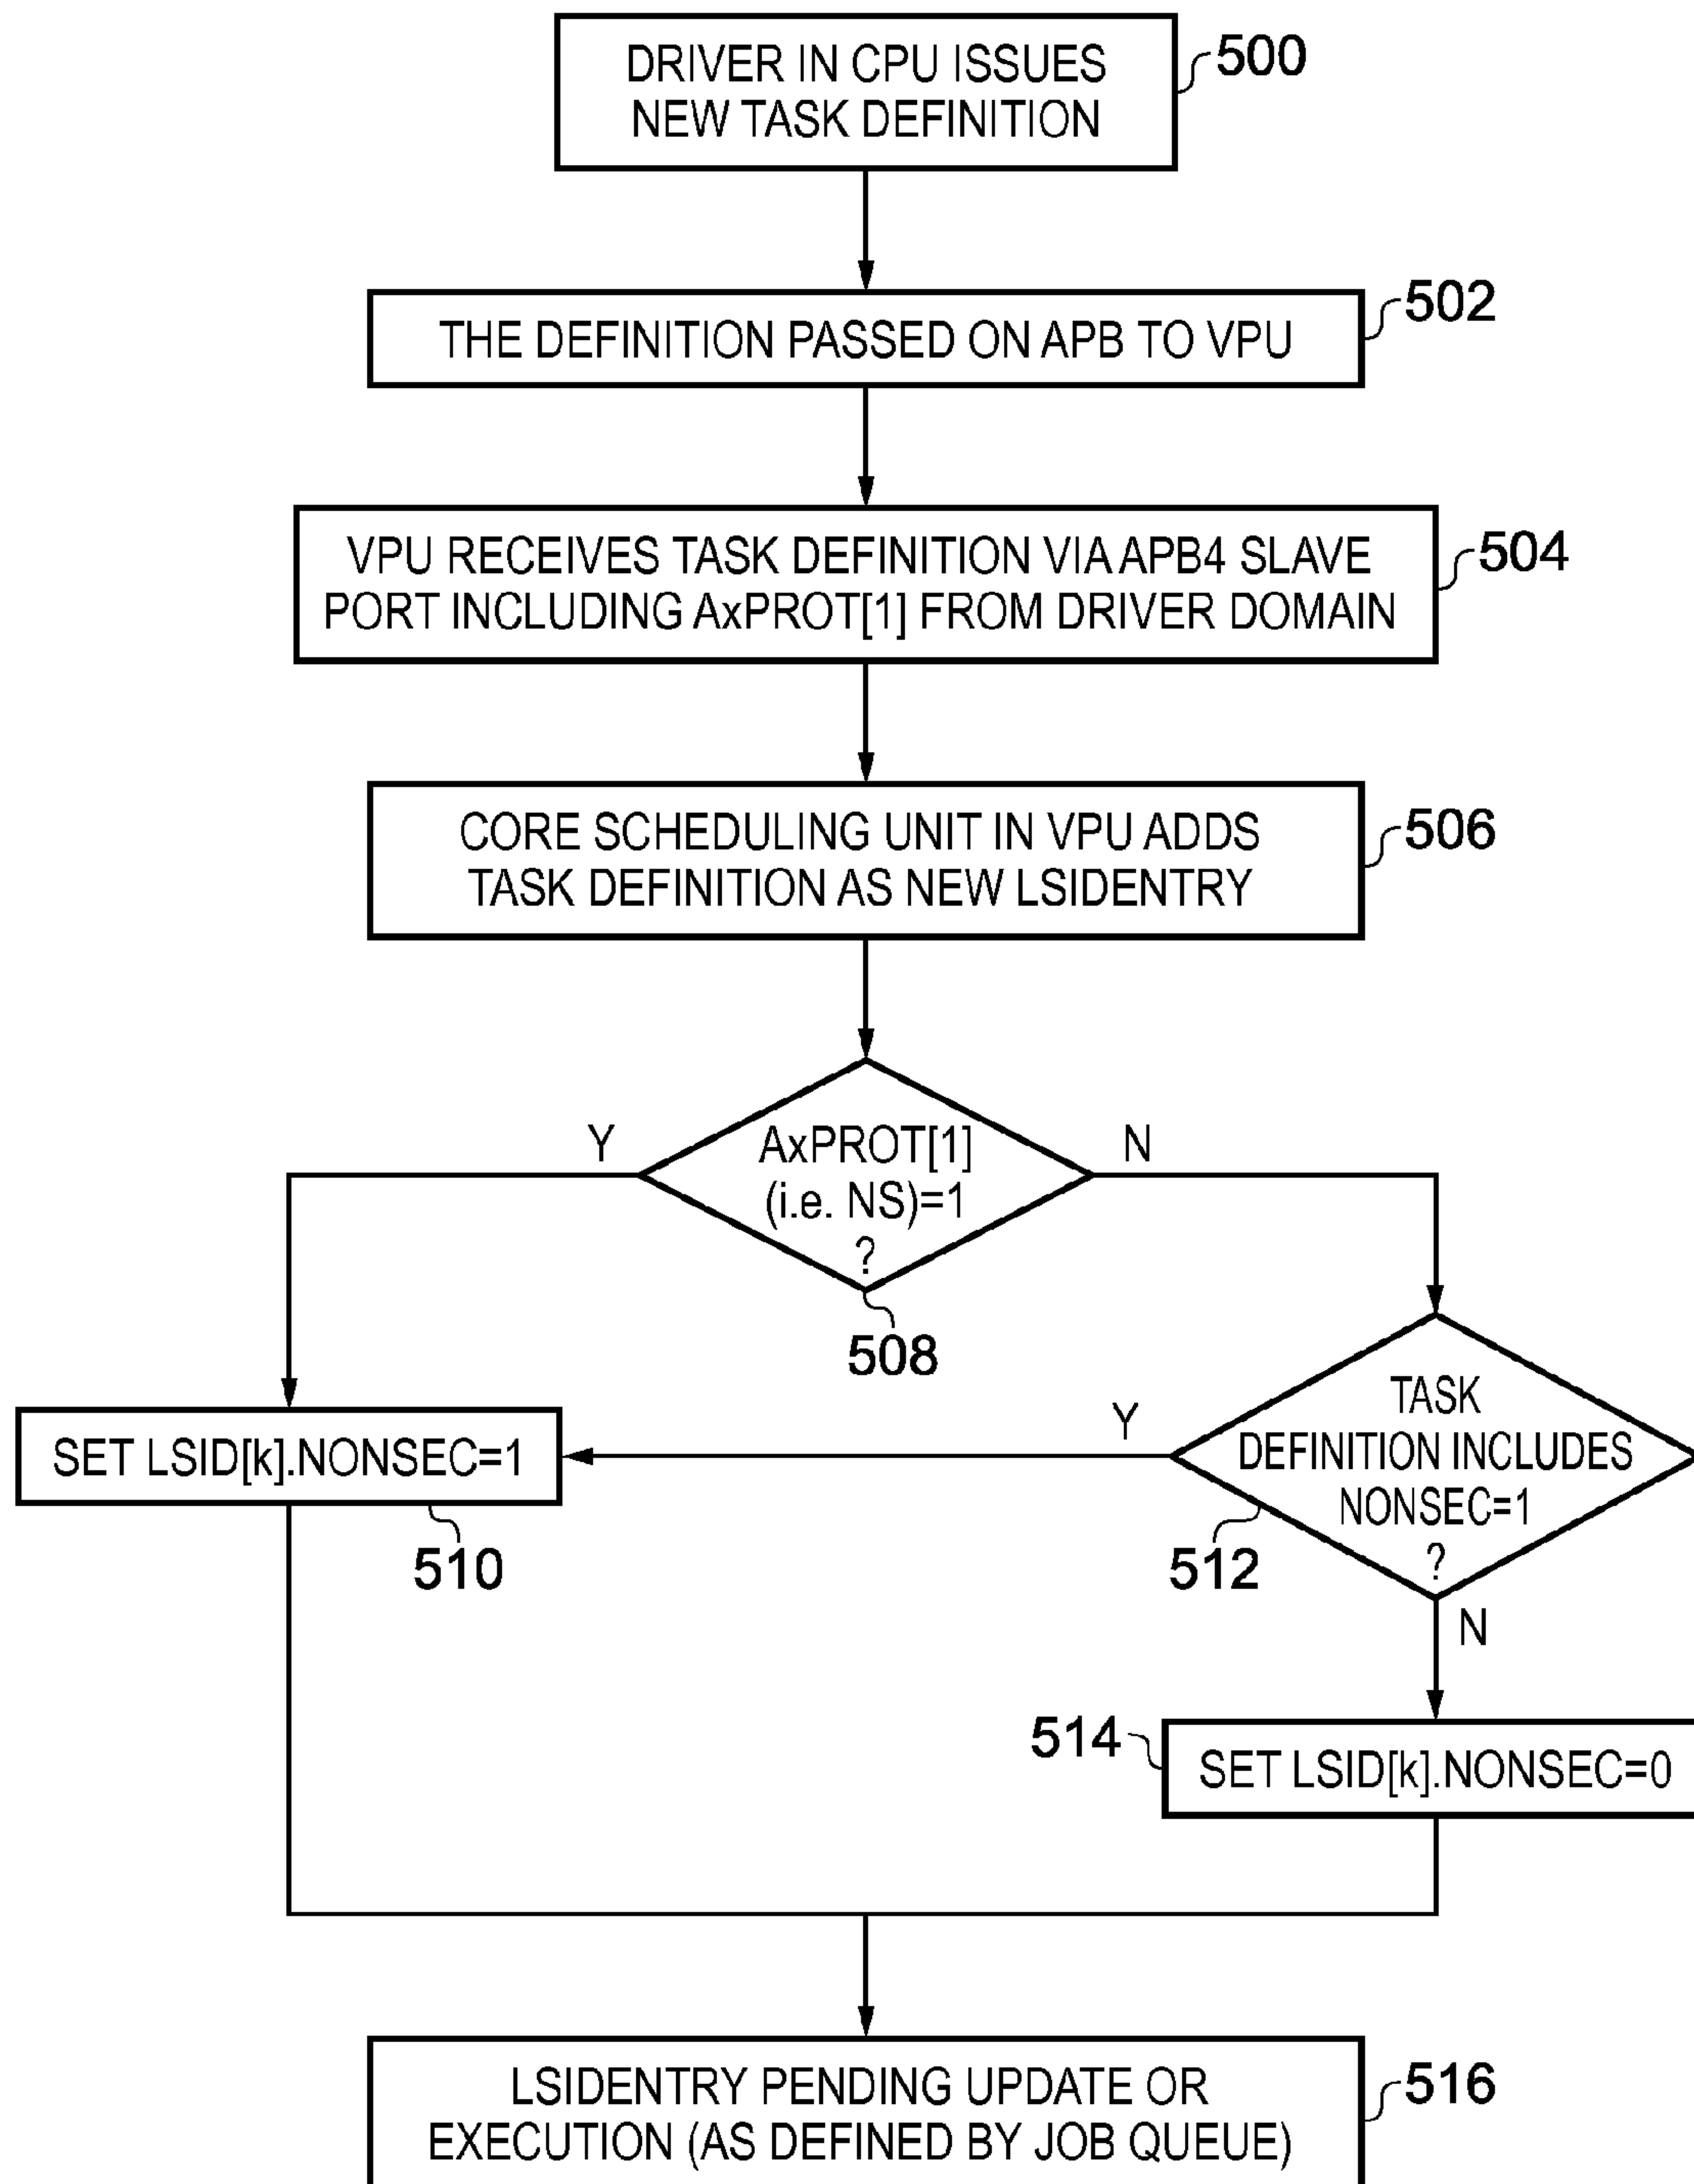 DRIVER IN CPU ISSUES
NEW TASK DEFINITION
500
THE DEFINITION PASSED ON APB TO VPU
502
VPU RECEIVES TASK DEFINITION VIA APB4 SLAVE
PORT INCLUDING AxPROT[1] FROM DRIVER DOMAIN
504
CORE SCHEDULING UNIT IN VPU ADDS
TASK DEFINITION AS NEW LSIDENTRY
506
Y
AxPROT[1]
(i.e. NS)=1
?
N
508
SET LSID[k].NONSEC=1
510
Y
TASK
DEFINITION INCLUDES
NONSEC=1
?
512
N
514
SET LSID[k].NONSEC=0
LSIDENTRY PENDING UPDATE OR
EXECUTION (AS DEFINED BY JOB QUEUE)
516